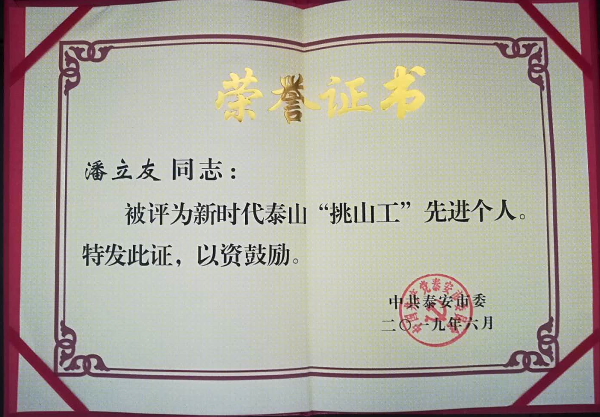 荣誉证书
潘立友 同志：
被评为新时代泰山“挑山工”先进个人。
特发此证，以资鼓励。
中共泰安市委
二〇一九年六月